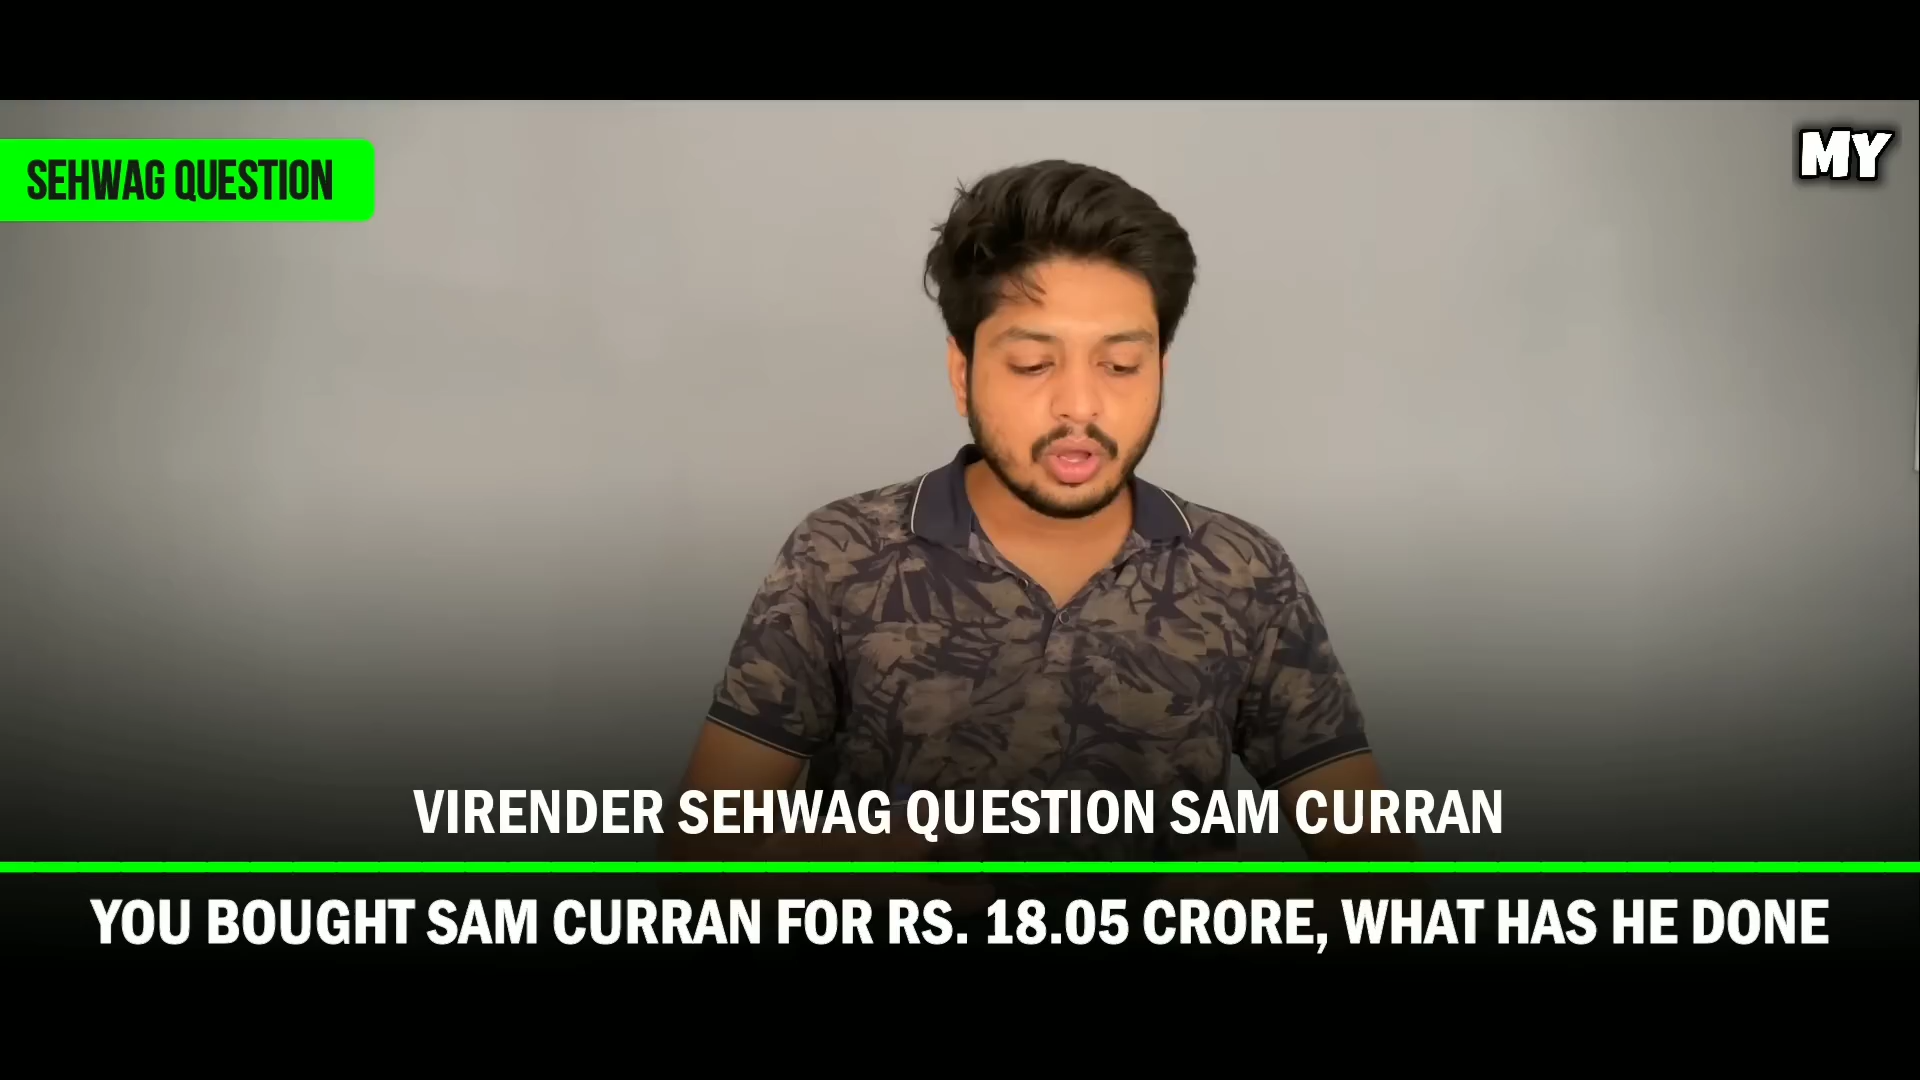 SEHWAG QUESTION
MY
VIRENDER SEHWAG QUESTION SAM CURRAN
YOU BOUGHT SAM CURRAN FOR RS. 18.05 CRORE, WHAT HAS HE DONE